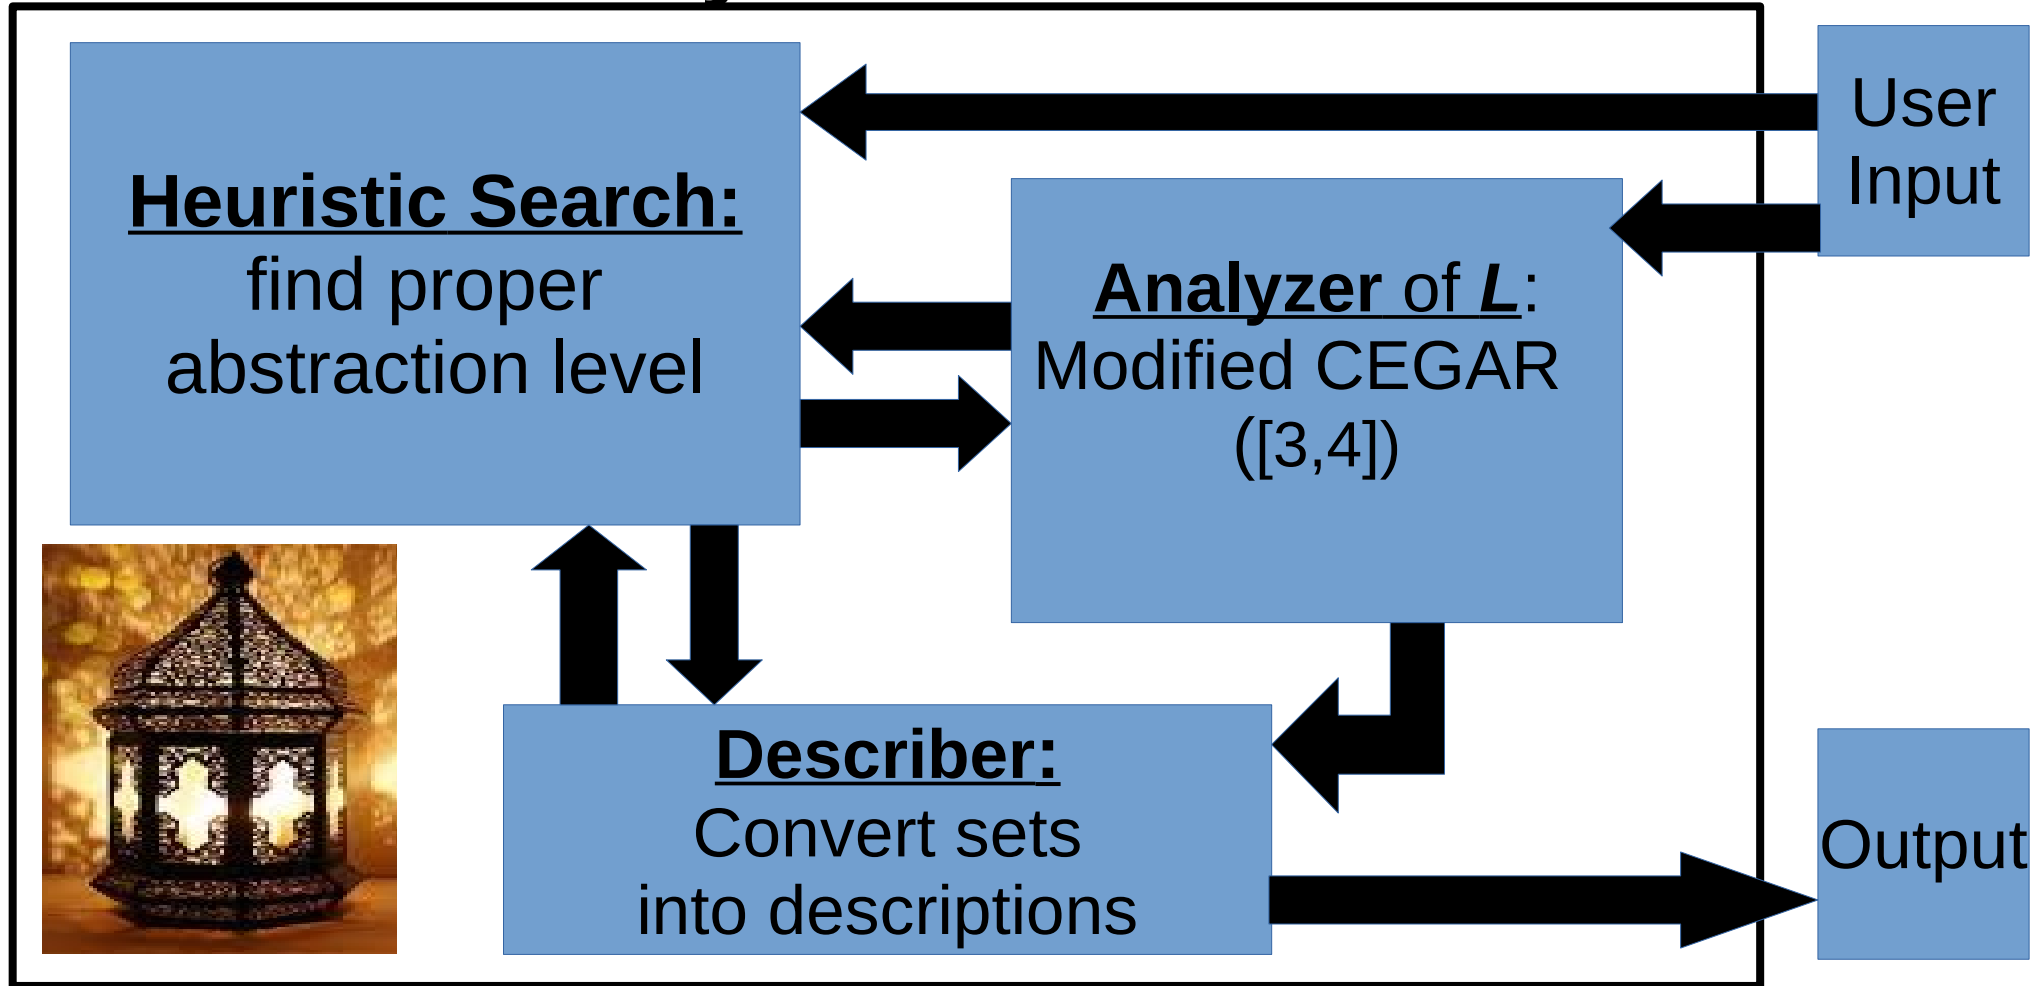 Heuristic Search:
find proper
abstraction level
User
Input
Analyzer of L:
Modified CEGAR
([3,4])
Describer:
Convert sets
into descriptions
Output